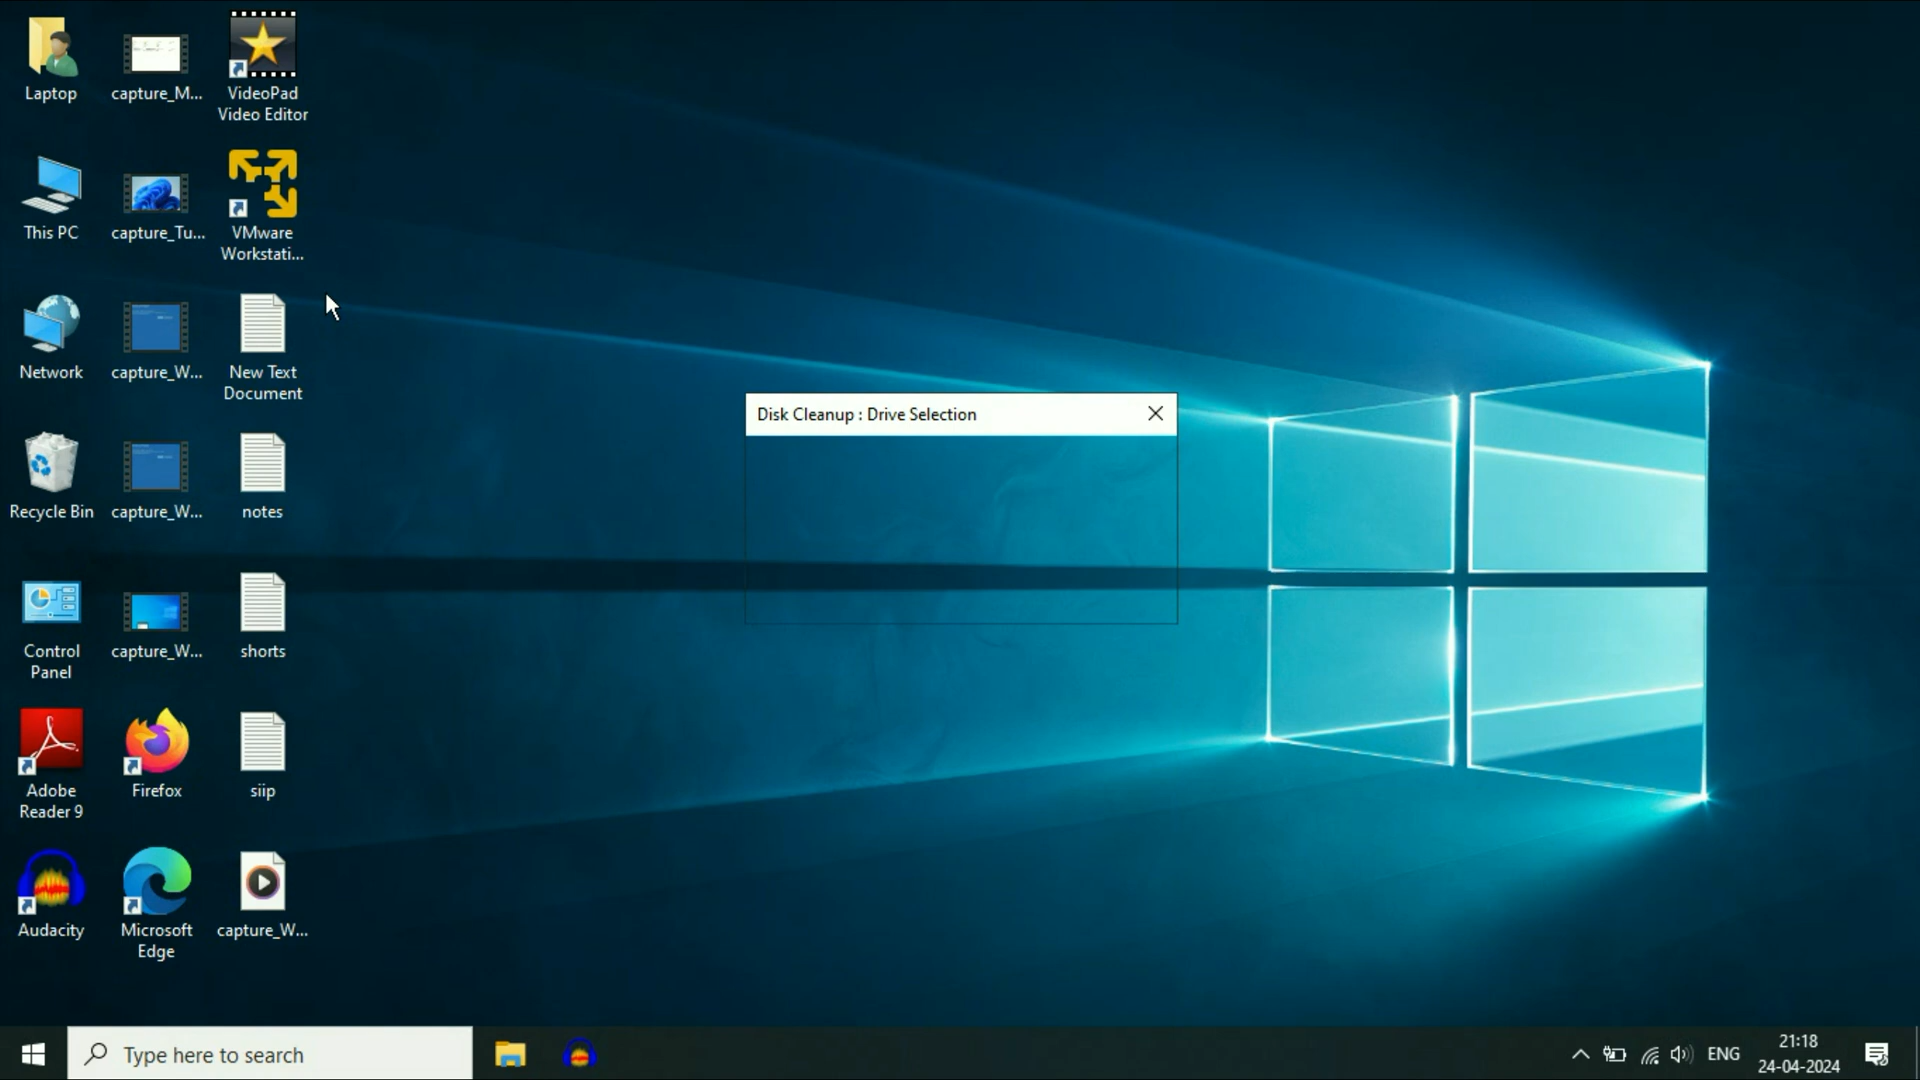 Laptop
capture_M...
VideoPad
Video Editor
This PC
capture_Tu...
VMware
Workstati...
Network
capture_W...
New Text
Document
Disk Cleanup : Drive Selection
Recycle Bin
capture_W...
notes
Control
Panel
capture_W...
shorts
Adobe
Reader 9
Firefox
siip
Audacity
Microsoft
Edge
capture_W...
Type here to search
ENG
21:18
24-04-2024